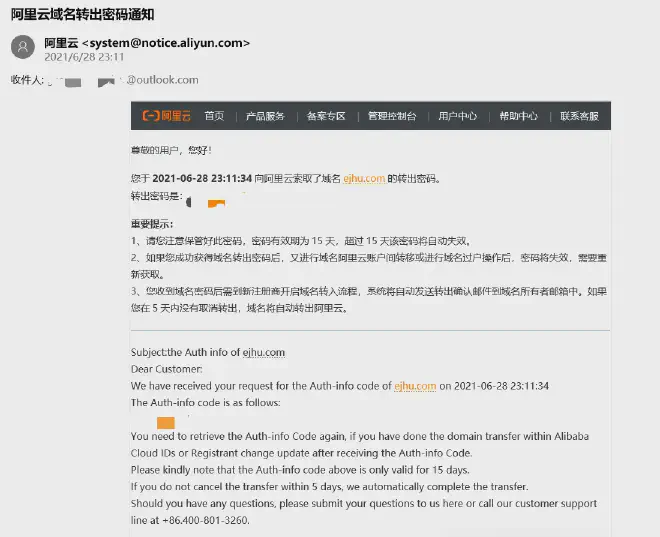 阿里云域名转出密码通知
阿里云 <system@notice.aliyun.com>
2021/6/28 23:11
收件人: @outlook.com
阿里云 首页 | 产品服务 | 备案专区 | 管理控制台 | 用户中心 | 帮助中心 | 联系客服
尊敬的用户，您好！
您于 2021-06-28 23:11:34 向阿里云索取了域名 ejhu.com 的转出密码。
转出密码是：
重要提示：
1、请您注意保管好此密码，密码有效期为 15 天，超过 15 天该密码将自动失效。
2、如果您成功获得域名转出密码后，又进行域名阿里云账户间转移或进行域名过户操作后，密码将失效，需要重
新获取。
3、您收到域名密码后需到新注册商开启域名转入流程，系统将自动发送转出确认邮件到域名所有者邮箱中。如果
您在 5 天内没有取消转出，域名将自动转出阿里云。
Subject:the Auth info of ejhu.com
Dear Customer:
We have received your request for the Auth-info code of ejhu.com on 2021-06-28 23:11:34
The Auth-info code is as follows:
You need to retrieve the Auth-info Code again, if you have done the domain transfer within Alibaba
Cloud IDs or Registrant change update after receiving the Auth-info Code.
Please kindly note that the Auth-info code above is only valid for 15 days.
If you do not cancel the transfer within 5 days, we automatically complete the transfer.
Should you have any questions, please submit your questions to us here or call our customer support
line at +86.400-801-3260.